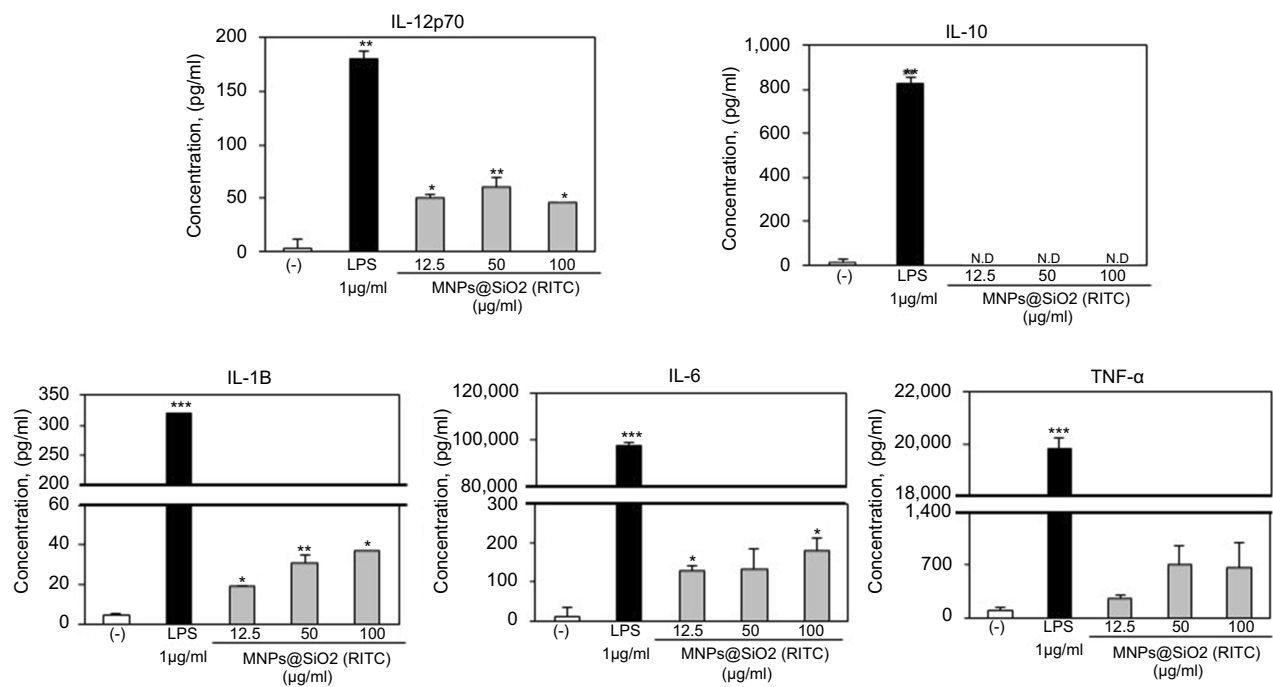 IL-12p70
Concentration, (pg/ml)
200
150
100
50
0
**
*
**
*
(-)
LPS
12.5
50
100
1μg/ml
MNPs@SiO2 (RITC)
(μg/ml)
IL-10
Concentration, (pg/ml)
1,000
800
600
400
200
0
**
N.D
N.D
N.D
(-)
LPS
12.5
50
100
1μg/ml
MNPs@SiO2 (RITC)
(μg/ml)
IL-1B
Concentration, (pg/ml)
350
300
250
200
60
40
20
0
***
*
**
*
(-)
LPS
12.5
50
100
1μg/ml
MNPs@SiO2 (RITC)
(μg/ml)
IL-6
Concentration, (pg/ml)
120,000
100,000
80,000
300
200
100
0
***
*
*
(-)
LPS
12.5
50
100
1μg/ml
MNPs@SiO2 (RITC)
(μg/ml)
TNF-α
Concentration, (pg/ml)
22,000
20,000
18,000
1,400
700
0
***
(-)
LPS
12.5
50
100
1μg/ml
MNPs@SiO2 (RITC)
(μg/ml)